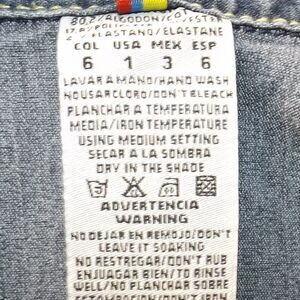 ELASTANO/ELASTANE
COL USA MEX ESP
6 1 3 6
LAVAR A MANO/HAND WASH
NO USAR CLORO/DON'T BLEACH
PLANCHAR A TEMPERATURA
MEDIA/IRON TEMPERATURE
USING MEDIUM SETTING
SECAR A LA SOMBRA
DRY IN THE SHADE
ADVERTENCIA
WARNING
NO DEJAR EN REMOJO/DON'T
LEAVE IT SOAKING
NO RESTREGAR/DON'T RUB
ENJUAGAR BIEN/TO RINSE
WELL/NO PLANCHAR SOBRE